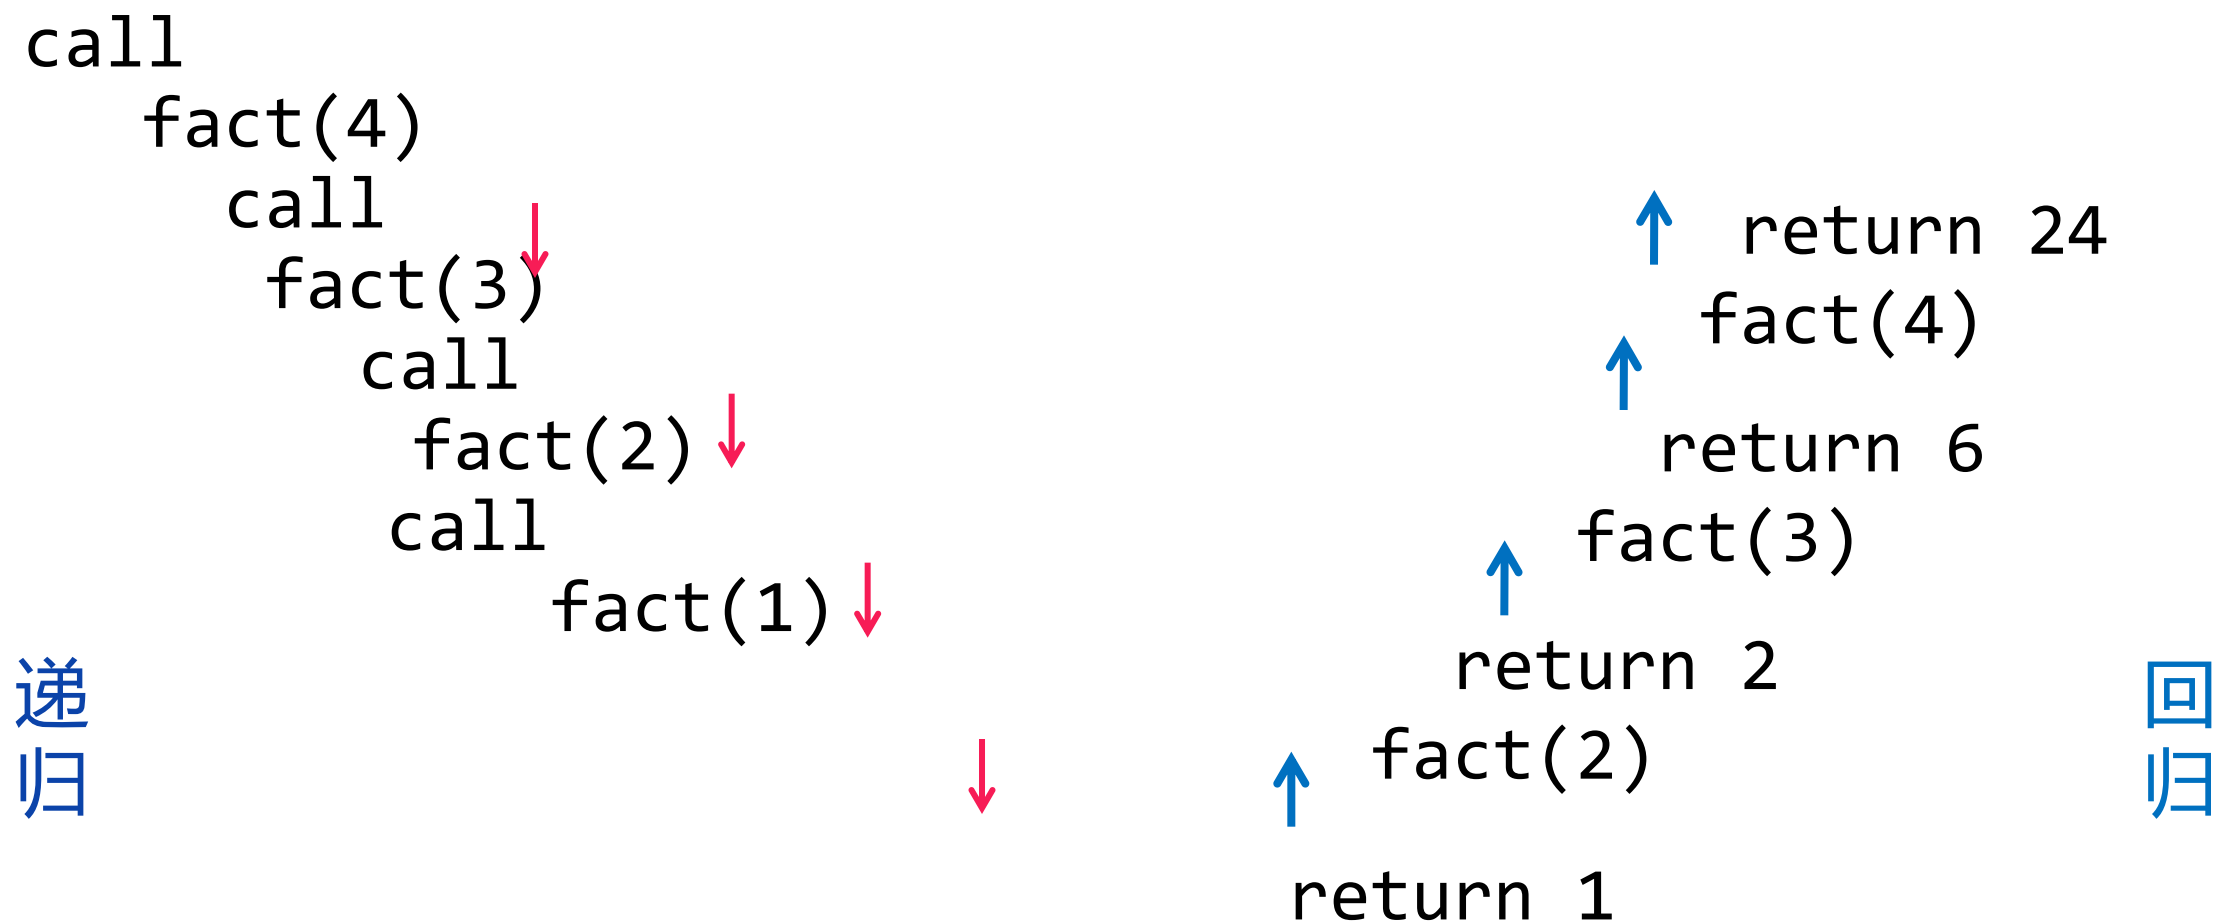 call
fact(4)
call
fact(3)
call
fact(2)
call
fact(1)
递
归
return 24
fact(4)
return 6
fact(3)
return 2
fact(2)
return 1
回
归